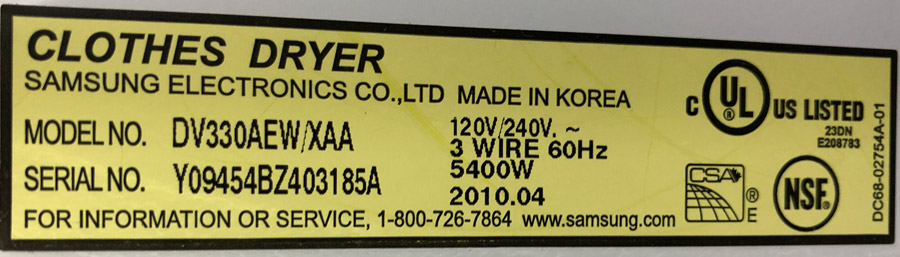 CLOTHES DRYER
SAMSUNG ELECTRONICS CO.,LTD MADE IN KOREA
MODEL NO. DV330AEW/XAA 120V/240V. ~
3 WIRE 60Hz
5400W
SERIAL NO. Y09454BZ403185A
2010.04
FOR INFORMATION OR SERVICE, 1-800-726-7864 www.samsung.com
C UL ® US LISTED
23DN
E208783
CSA ®
E
NSF®
DC68-02754A-01